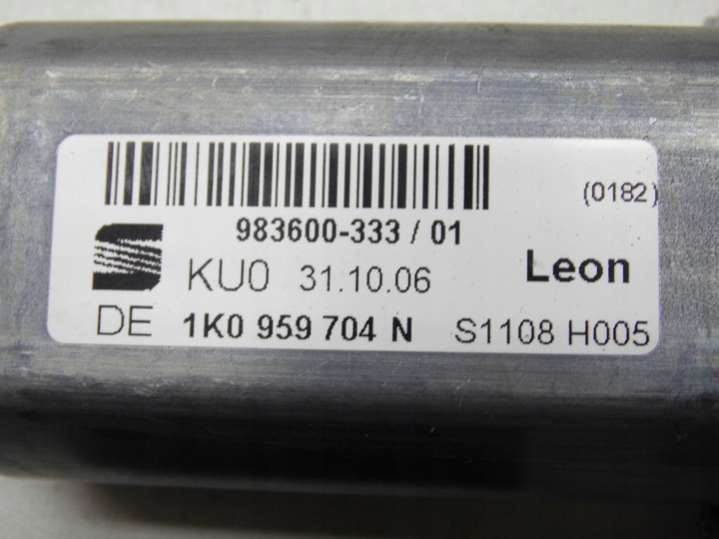 (0182)
983600-333 / 01
KU0 31.10.06 Leon
DE 1K0 959 704 N S1108 H005